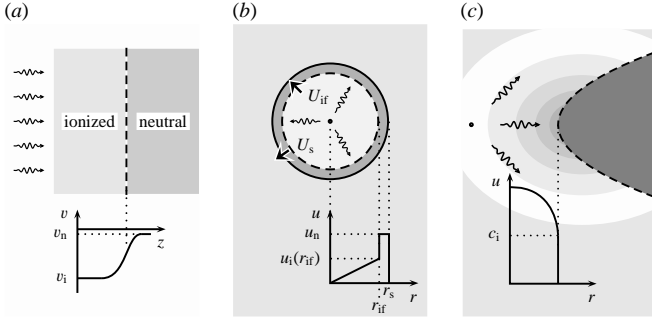 (a)
ionized
neutral
v
v_n
z
v_i
(b)
U_if
U_s
u
u_n
u_i(r_if)
r_s
r
r_if
(c)
u
c_i
r